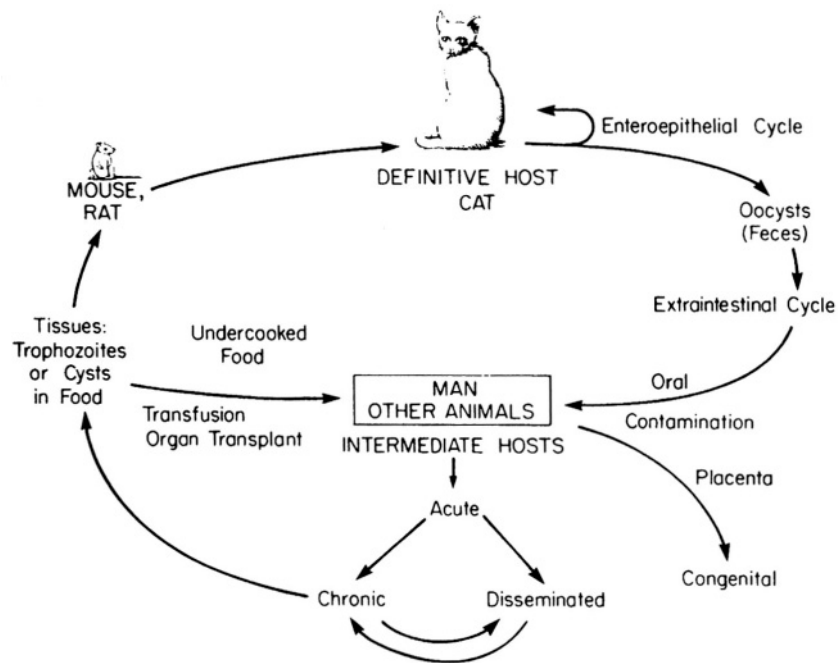 Enteroepithelial Cycle
DEFINITIVE HOST
CAT
MOUSE,
RAT
Oocysts
(Feces)
Extraintestinal Cycle
Tissues:
Trophozoites
or Cysts
in Food
Undercooked
Food
Transfusion
Organ Transplant
MAN
OTHER ANIMALS
INTERMEDIATE HOSTS
Oral
Contamination
Placenta
Congenital
Acute
Chronic
Disseminated